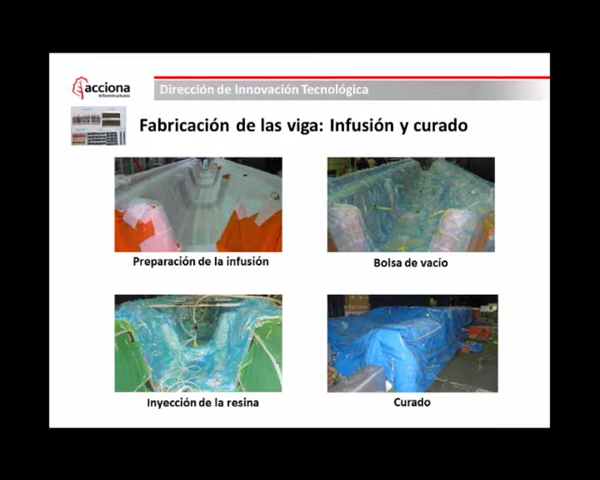 acciona
Infraestructuras
Dirección de Innovación Tecnológica
Fabricación de las viga: Infusión y curado
Preparación de la infusión
Bolsa de vacío
Inyección de la resina
Curado